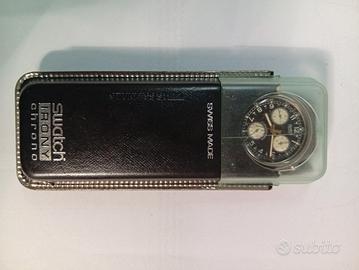 swatch
IRONY
chrono
SWISS MADE
subito